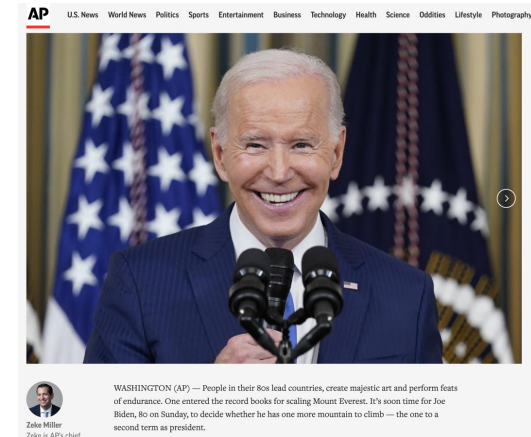 AP
U.S. News World News Politics Sports Entertainment Business Technology Health Science Oddities Lifestyle Photography
WASHINGTON (AP) — People in their 80s lead countries, create majestic art and perform feats
of endurance. One entered the record books for scaling Mount Everest. It's soon time for Joe
Biden, 80 on Sunday, to decide whether he has one more mountain to climb — the one to a
second term as president.
Zeke Miller
Zeke is AP's chief